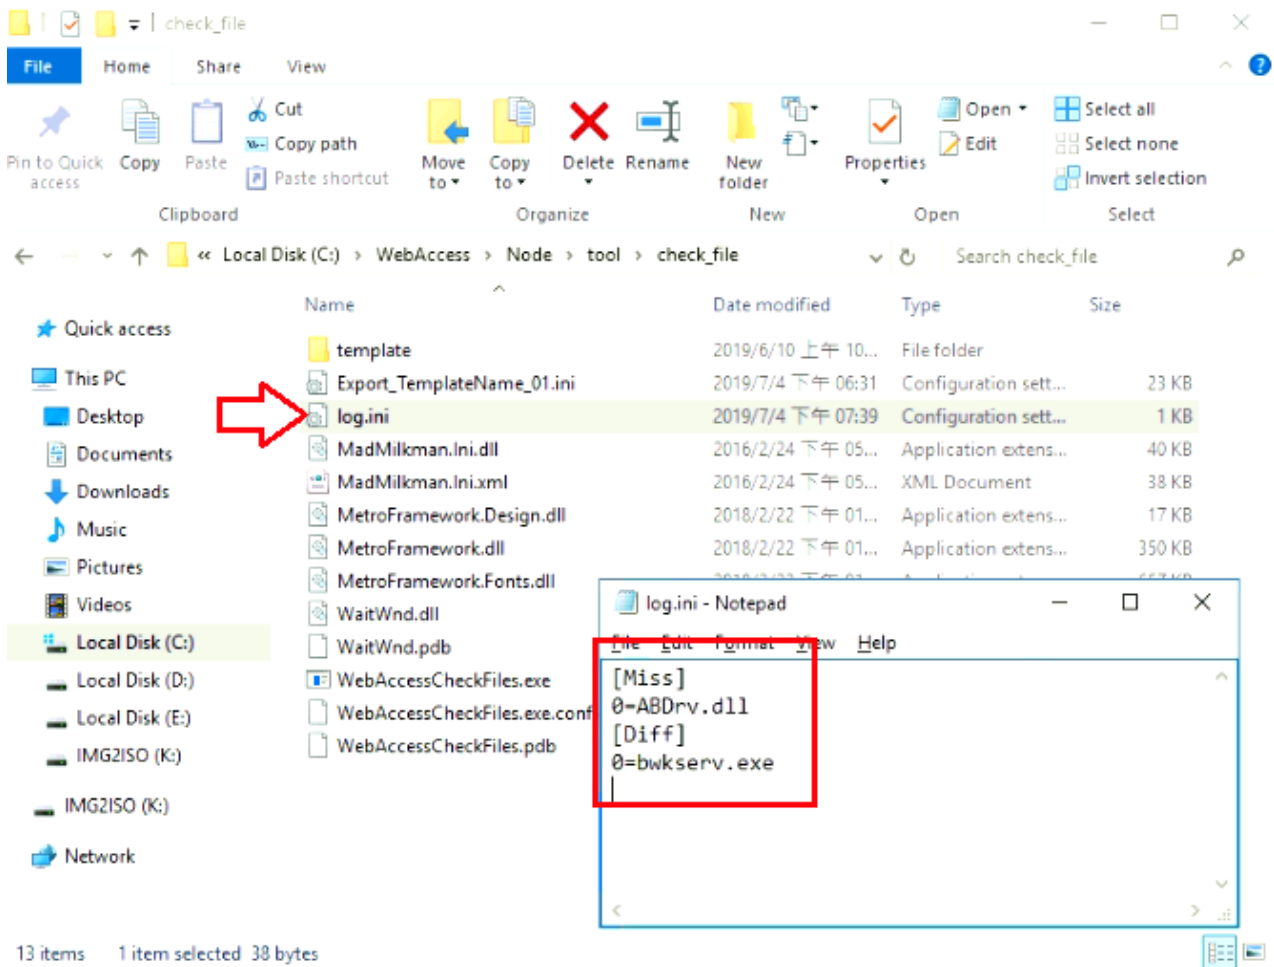 check_file
File Home Share View
Pin to Quick access
Copy
Paste
Cut
Copy path
Paste shortcut
Move to
Copy to
Delete
Rename
New folder
Properties
Open
Edit
Select all
Select none
Invert selection
Clipboard Organize New Open Select
« Local Disk (C:) › WebAccess › Node › tool › check_file
Search check_file
Name Date modified Type Size
Quick access
This PC
Desktop
Documents
Downloads
Music
Pictures
Videos
Local Disk (C:)
Local Disk (D:)
Local Disk (E:)
IMG2ISO (K:)
IMG2ISO (K:)
Network
template 2019/6/10 上午 10... File folder
Export_TemplateName_01.ini 2019/7/4 下午 06:31 Configuration sett... 23 KB
log.ini 2019/7/4 下午 07:39 Configuration sett... 1 KB
MadMilkman.Ini.dll 2016/2/24 下午 05... Application extens... 40 KB
MadMilkman.Ini.xml 2016/2/24 下午 05... XML Document 38 KB
MetroFramework.Design.dll 2018/2/22 下午 01... Application extens... 17 KB
MetroFramework.dll 2018/2/22 下午 01... Application extens... 350 KB
MetroFramework.Fonts.dll
WaitWnd.dll
WaitWnd.pdb
WebAccessCheckFiles.exe
WebAccessCheckFiles.exe.conf
WebAccessCheckFiles.pdb
log.ini - Notepad
File Edit Format View Help
[Miss]
0=ABDrv.dll
[Diff]
0=bwkserv.exe
13 items 1 item selected 38 bytes